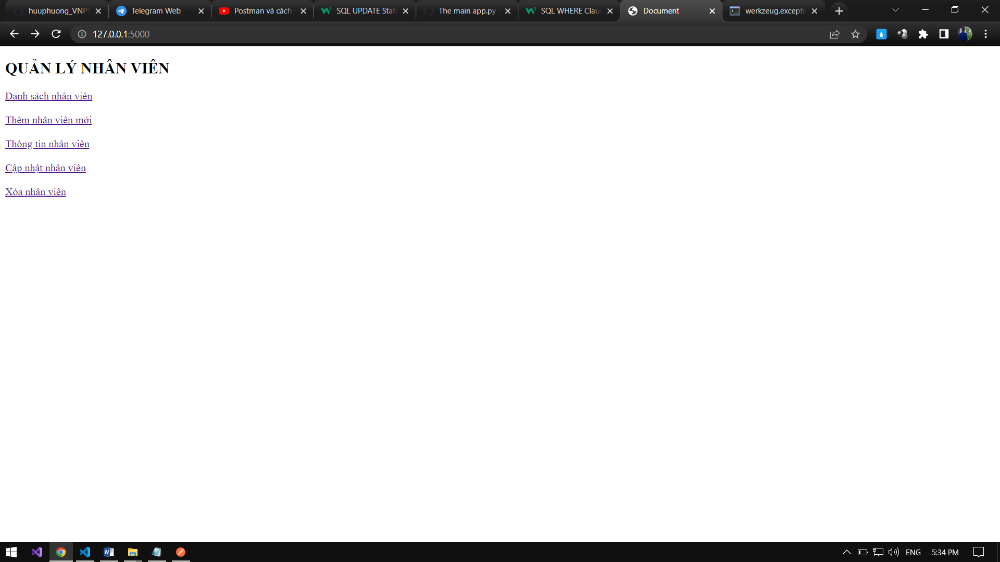 huuphuong_VNPT
Telegram Web
Postman và cách
SQL UPDATE State
The main app.py
SQL WHERE Claus
Document
werkzeug.excepti
127.0.0.1:5000
QUẢN LÝ NHÂN VIÊN
Danh sách nhân viên
Thêm nhân viên mới
Thông tin nhân viên
Cập nhật nhân viên
Xóa nhân viên
ENG
5:34 PM